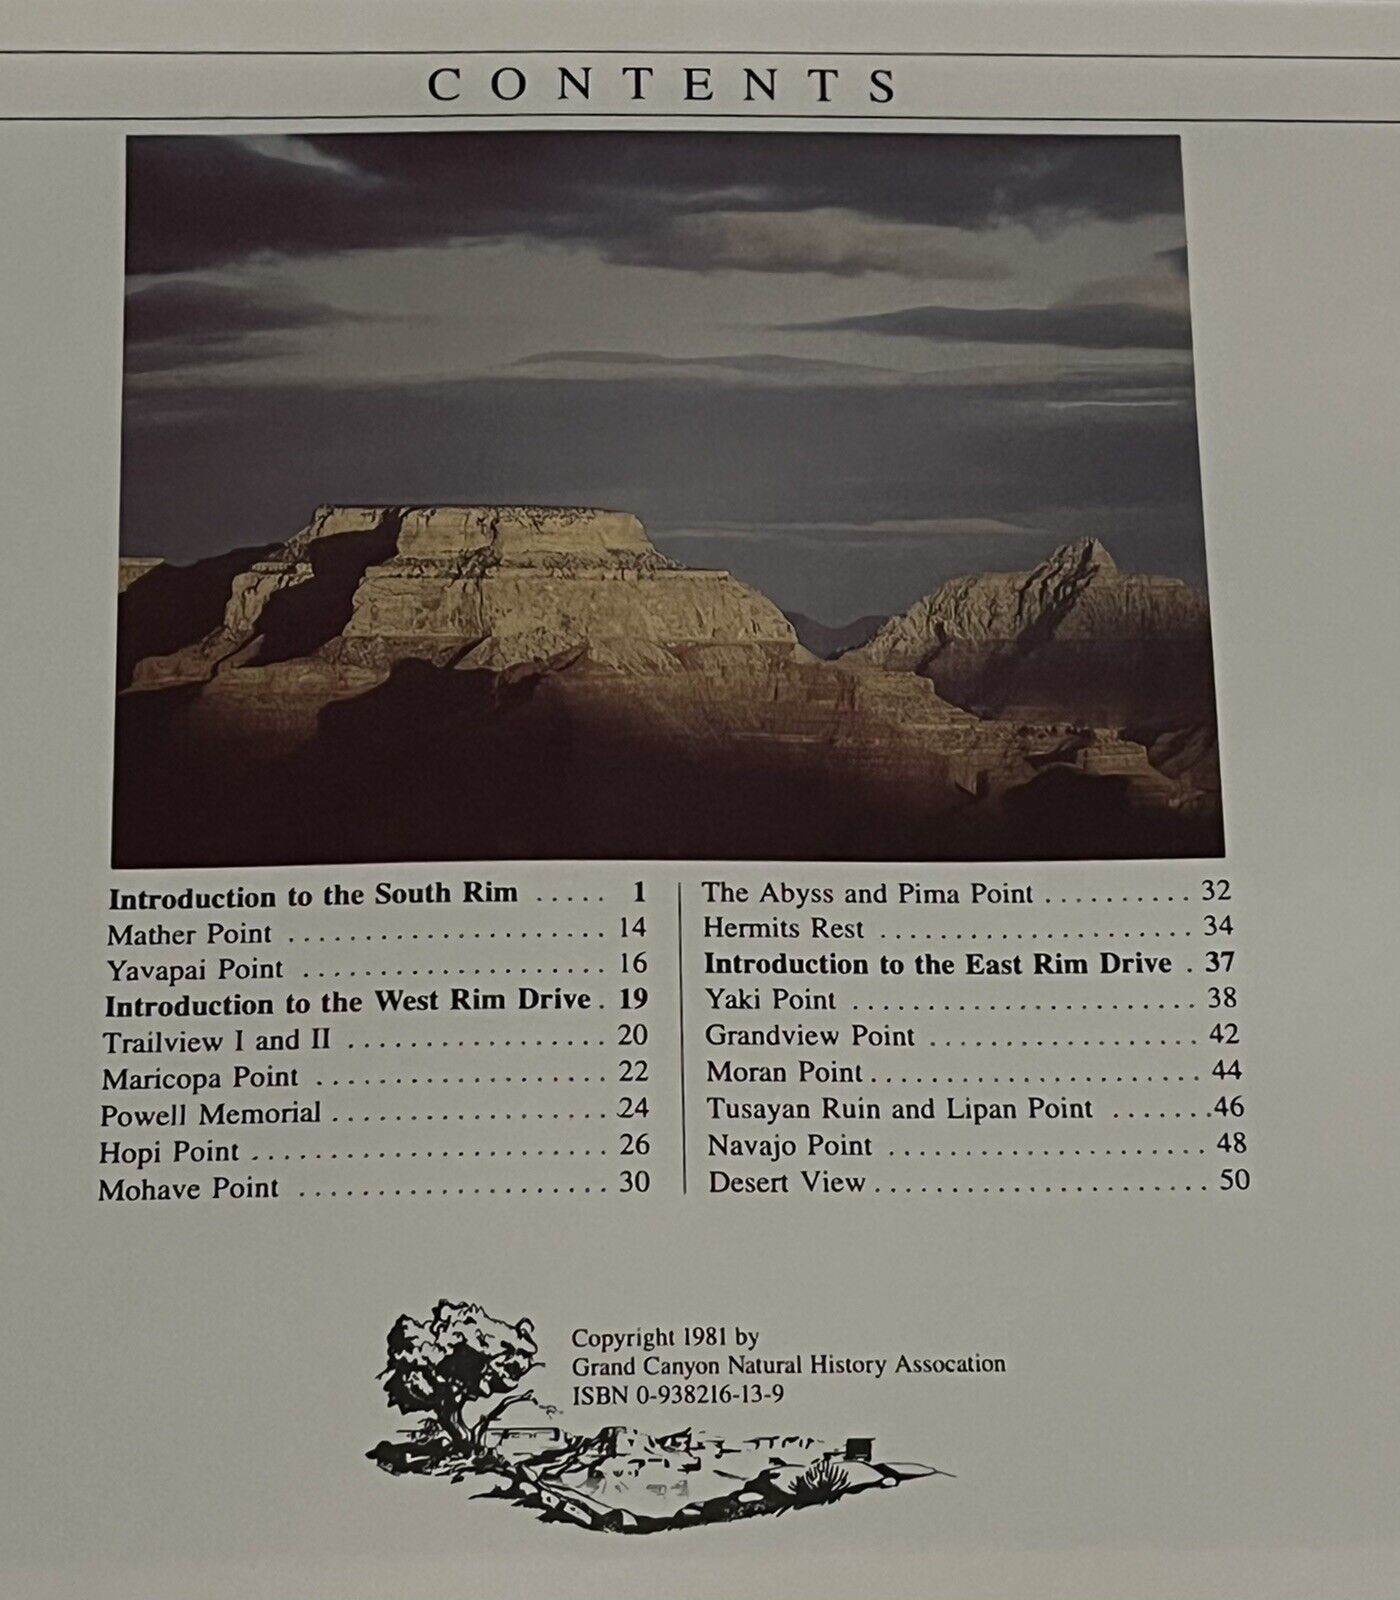 CONTENTS
Introduction to the South Rim ..... 1
Mather Point ..................... 14
Yavapai Point .................... 16
Introduction to the West Rim Drive . 19
Trailview I and II ................. 20
Maricopa Point ................... 22
Powell Memorial ................... 24
Hopi Point ........................ 26
Mohave Point ..................... 30
The Abyss and Pima Point .......... 32
Hermits Rest ..................... 34
Introduction to the East Rim Drive . 37
Yaki Point ....................... 38
Grandview Point .................. 42
Moran Point ...................... 44
Tusayan Ruin and Lipan Point ....... 46
Navajo Point ..................... 48
Desert View ....................... 50
Copyright 1981 by
Grand Canyon Natural History Assocation
ISBN 0-938216-13-9